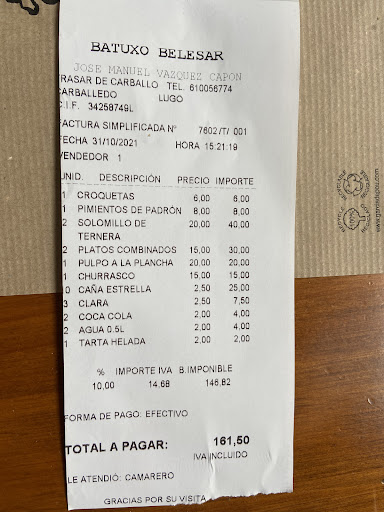 BATUXO BELESAR
JOSE MANUEL VAZQUEZ CAPON
TRASAR DE CARBALLO TEL. 610056774
CARBALLEDO LUGO
C.I.F. 34258749L
FACTURA SIMPLIFICADA Nº 7602/T/ 001
FECHA 31/10/2021 HORA 15:21:19
VENDEDOR 1
UNID. DESCRIPCIÓN PRECIO IMPORTE
1 CROQUETAS 6,00 6,00
1 PIMIENTOS DE PADRÓN 8,00 8,00
2 SOLOMILLO DE 20,00 40,00
TERNERA
2 PLATOS COMBINADOS 15,00 30,00
1 PULPO A LA PLANCHA 20,00 20,00
1 CHURRASCO 15,00 15,00
0 CAÑA ESTRELLA 2,50 25,00
3 CLARA 2,50 7,50
2 COCA COLA 2,00 4,00
2 AGUA 0.5L 2,00 4,00
1 TARTA HELADA 2,00 2,00
% IMPORTE IVA B.IMPONIBLE
10,00 14,68 146,82
FORMA DE PAGO: EFECTIVO
TOTAL A PAGAR: 161,50
IVA INCLUIDO
LE ATENDIÓ: CAMARERO
GRACIAS POR SU VISITA